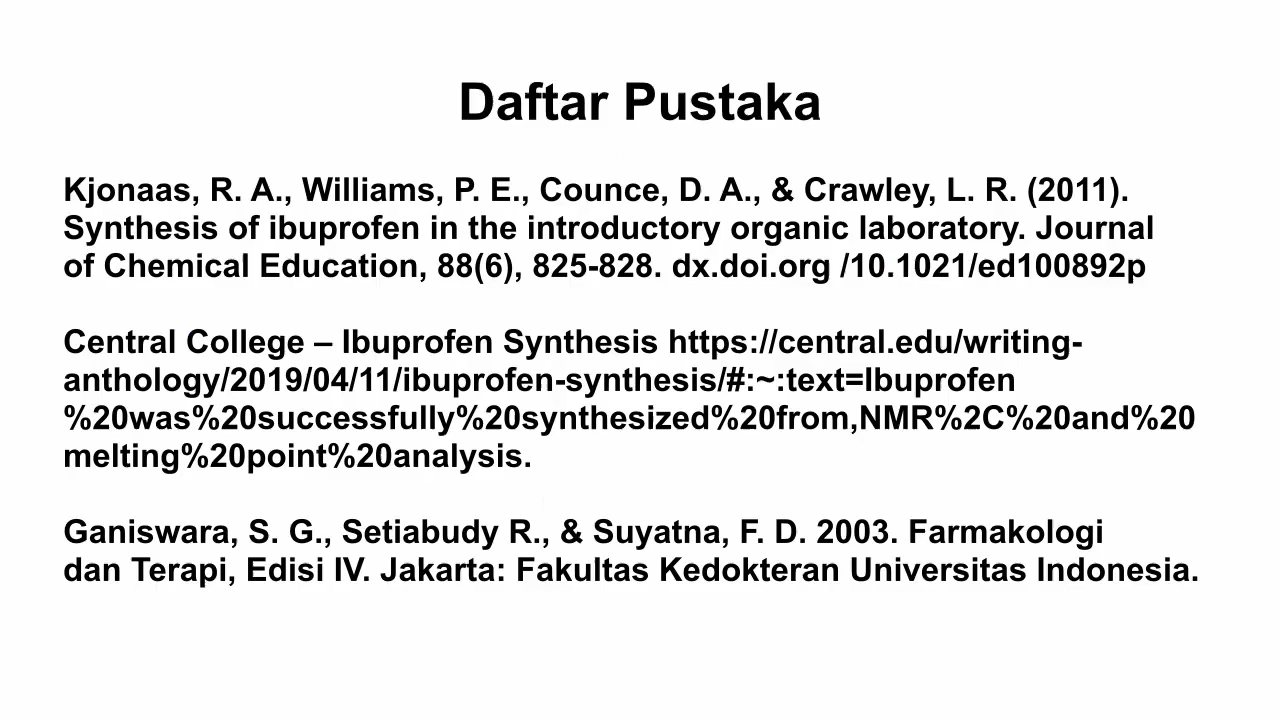 Daftar Pustaka
Kjonaas, R. A., Williams, P. E., Counce, D. A., & Crawley, L. R. (2011).
Synthesis of ibuprofen in the introductory organic laboratory. Journal
of Chemical Education, 88(6), 825-828. dx.doi.org /10.1021/ed100892p
Central College – Ibuprofen Synthesis https://central.edu/writing-
anthology/2019/04/11/ibuprofen-synthesis/#:~:text=Ibuprofen
%20was%20successfully%20synthesized%20from,NMR%2C%20and%20
melting%20point%20analysis.
Ganiswara, S. G., Setiabudy R., & Suyatna, F. D. 2003. Farmakologi
dan Terapi, Edisi IV. Jakarta: Fakultas Kedokteran Universitas Indonesia.